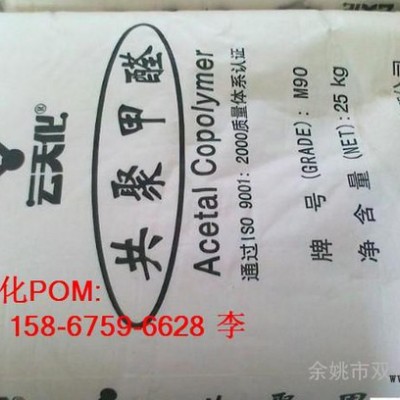 云天化®
共聚甲醛
Acetal Copolymer
通过ISO 9001: 2000质量体系认证
牌 号(GRADE): M90
净含量(NET):25 kg
公司
化POM:
158-6759-6628 李
余姚市双